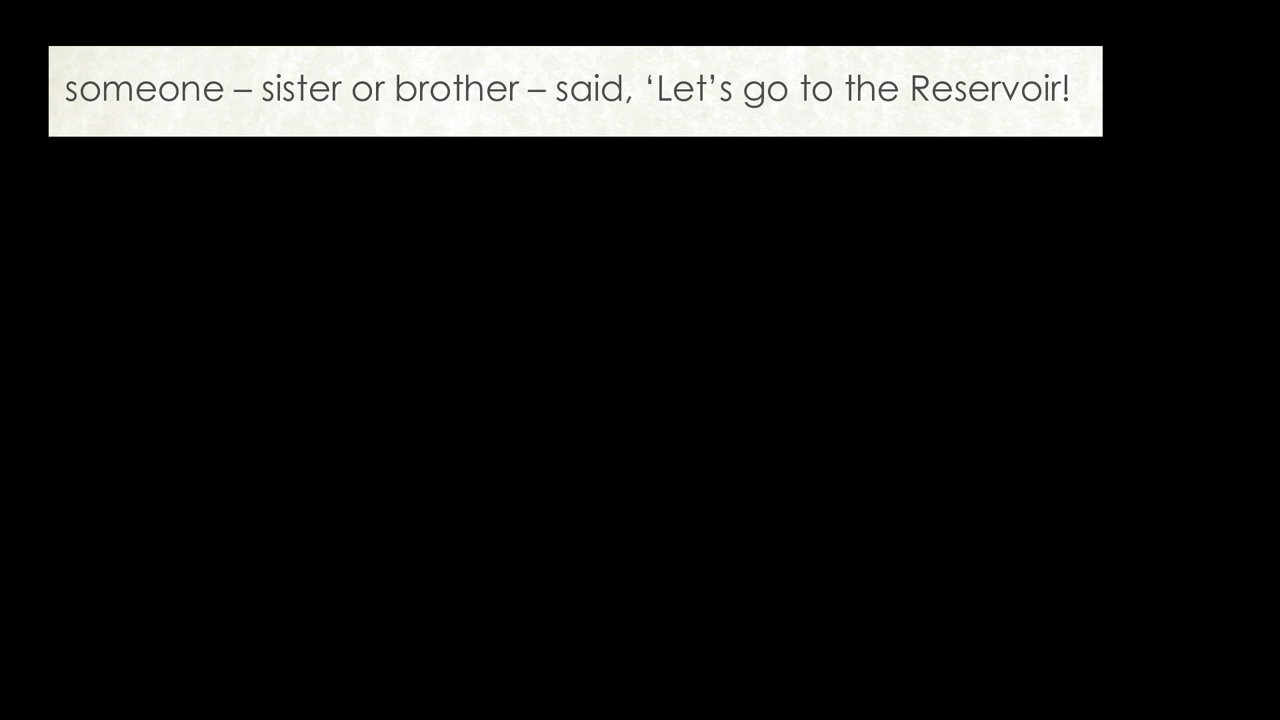 someone – sister or brother – said, ‘Let’s go to the Reservoir!